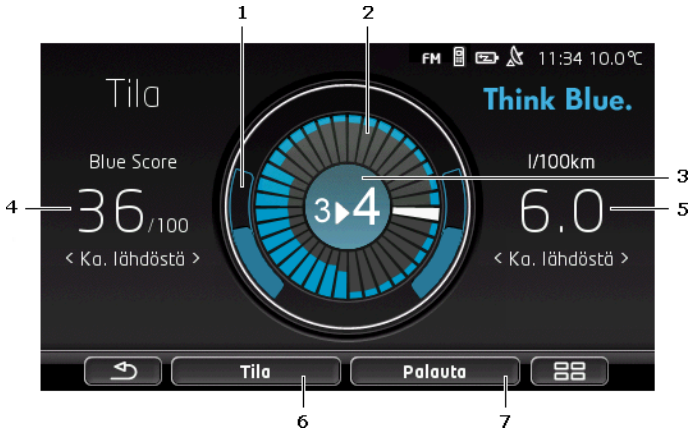 1
2
FM 11:34 10.0°C
Tila
Think Blue.
Blue Score
l/100km
3
3▶4
4
36/100
6.0
5
< Ka. lähdöstä >
< Ka. lähdöstä >
Tila
Palauta
6
7